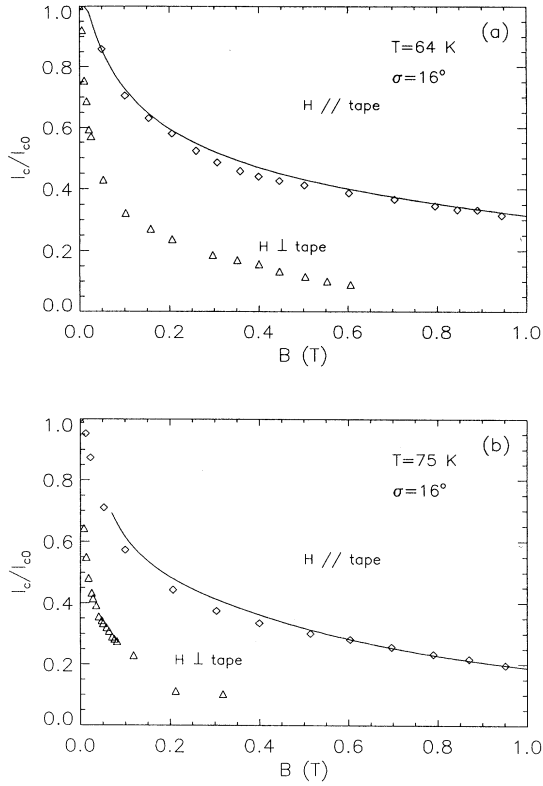 1.0
(a)
T=64 K
0.8
σ=16°
H // tape
0.6
I_c/I_c0
0.4
H ⊥ tape
0.2
0.0
0.0 0.2 0.4 0.6 0.8 1.0
B (T)
1.0
(b)
T=75 K
0.8
σ=16°
H // tape
0.6
I_c/I_c0
0.4
H ⊥ tape
0.2
0.0
0.0 0.2 0.4 0.6 0.8 1.0
B (T)